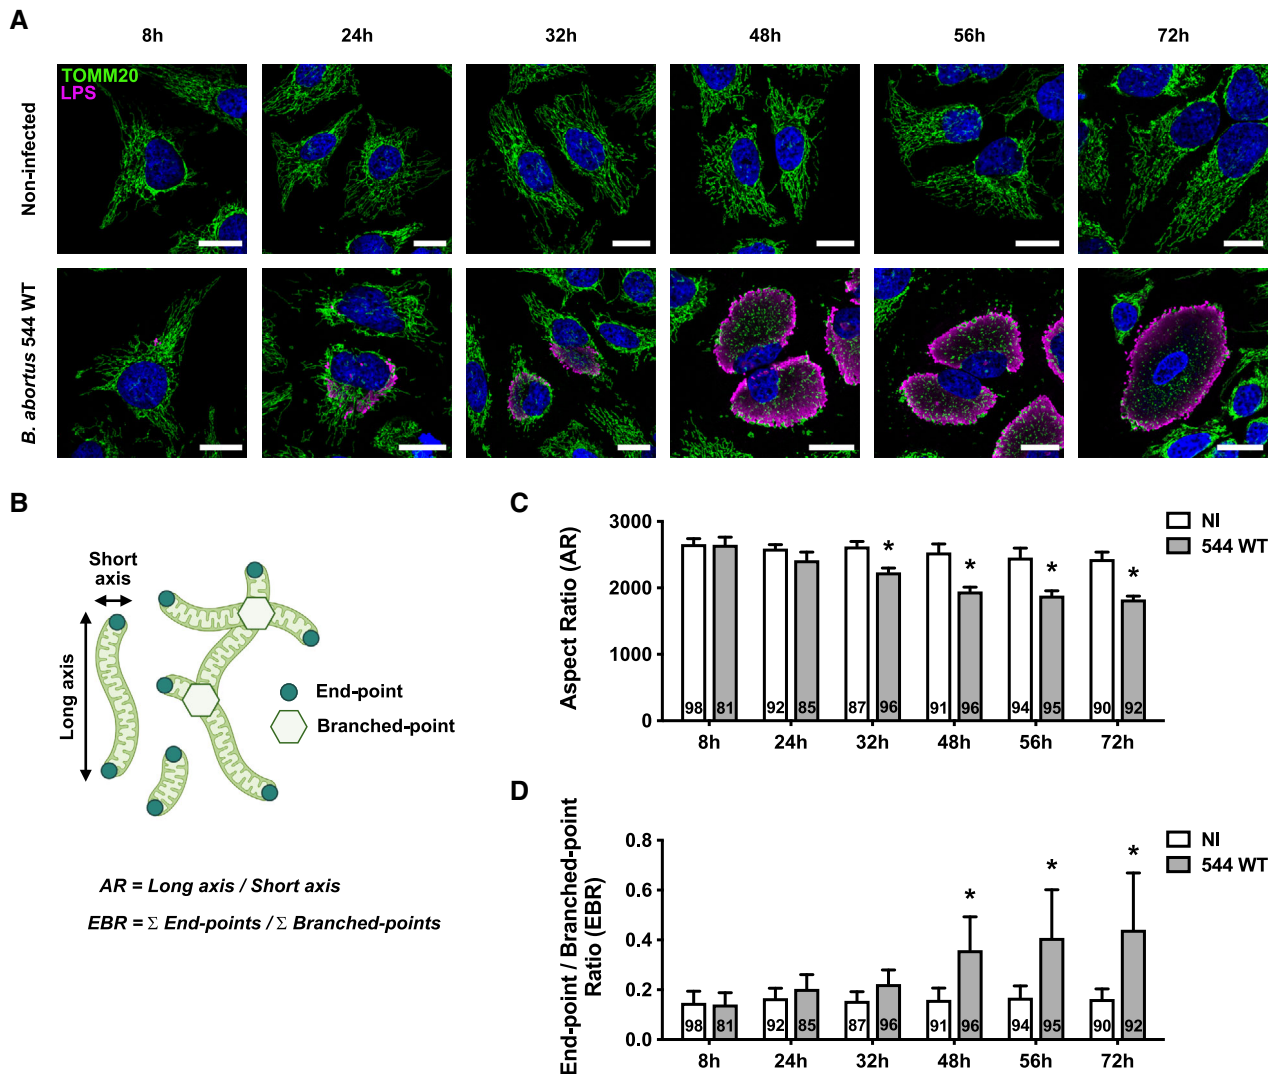 A
8h 24h 32h 48h 56h 72h
Non-infected
TOMM20
LPS
B. abortus 544 WT
B
Short
axis
Long axis
End-point
Branched-point
AR = Long axis / Short axis
EBR = Σ End-points / Σ Branched-points
C
Aspect Ratio (AR)
3000
2000
1000
0
* * * *
98 81 92 85 87 96 91 96 94 95 90 92
8h 24h 32h 48h 56h 72h
NI
544 WT
D
End-point / Branched-point
Ratio (EBR)
0.8
0.6
0.4
0.2
0.0
* * *
98 81 92 85 87 96 91 96 94 95 90 92
8h 24h 32h 48h 56h 72h
NI
544 WT